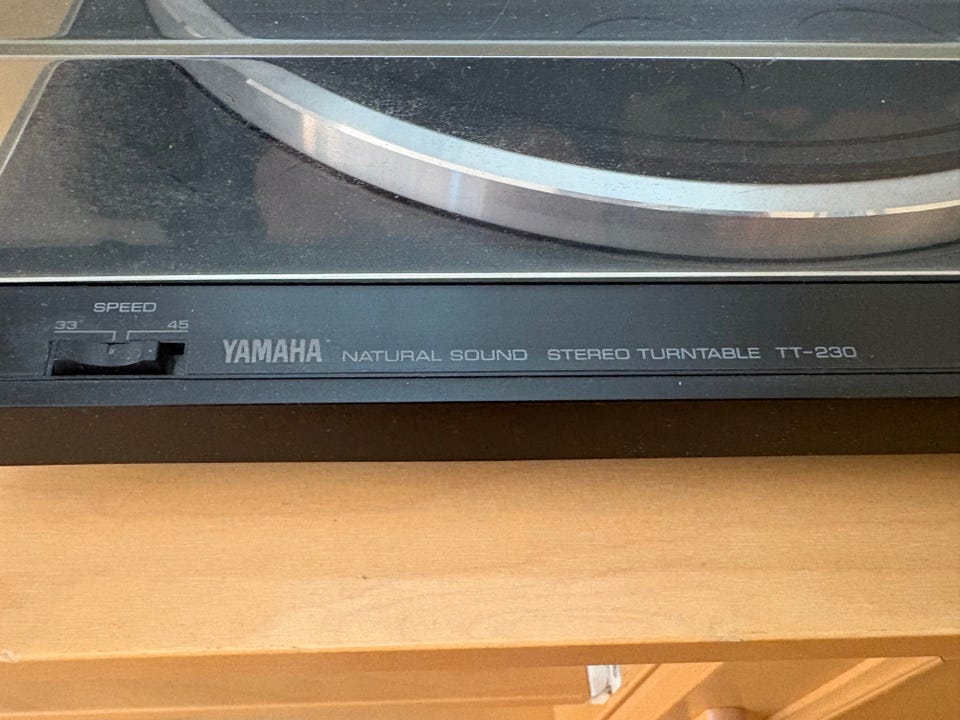 SPEED
33 45
YAMAHA NATURAL SOUND STEREO TURNTABLE TT-230